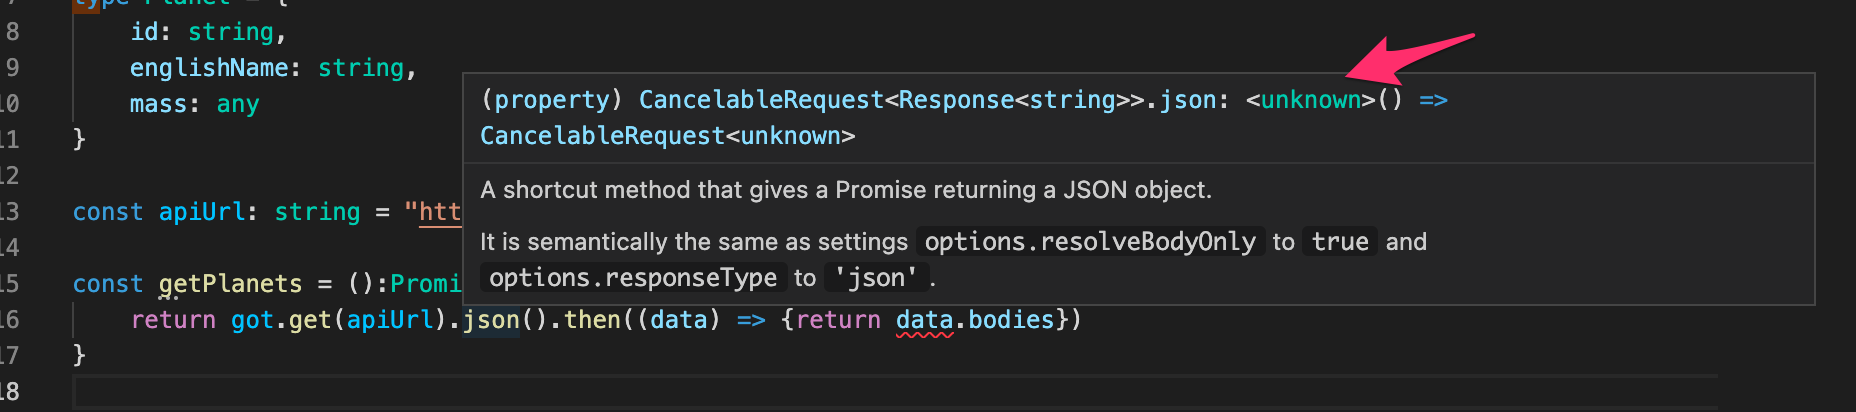 type Planet = {
8 id: string,
9 englishName: string,
10 mass: any
11 }
12
13 const apiUrl: string = "htt
14
15 const getPlanets = ():Promi
16 return got.get(apiUrl).json().then((data) => {return data.bodies})
17 }
18
(property) CancelableRequest<Response<string>>.json: <unknown>() =>
CancelableRequest<unknown>
A shortcut method that gives a Promise returning a JSON object.
It is semantically the same as settings options.resolveBodyOnly to true and
options.responseType to 'json'.